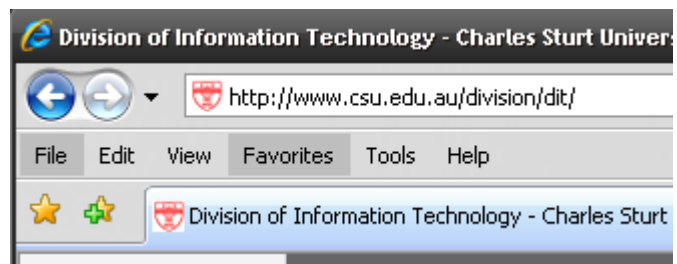 Division of Information Technology - Charles Sturt Univers
http://www.csu.edu.au/division/dit/
File Edit View Favorites Tools Help
Division of Information Technology - Charles Sturt